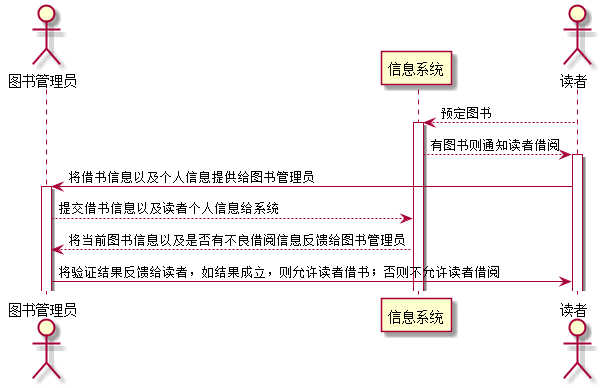 图书管理员
信息系统
读者
预定图书
有图书则通知读者借阅
将借书信息以及个人信息提供给图书管理员
提交借书信息以及读者个人信息给系统
将当前图书信息以及是否有不良借阅信息反馈给图书管理员
将验证结果反馈给读者，如结果成立，则允许读者借书；否则不允许读者借阅
图书管理员
信息系统
读者